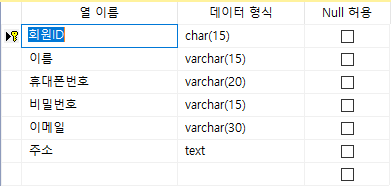 열 이름 데이터 형식 Null 허용
회원ID char(15)
이름 varchar(15)
휴대폰번호 varchar(20)
비밀번호 varchar(15)
이메일 varchar(30)
주소 text